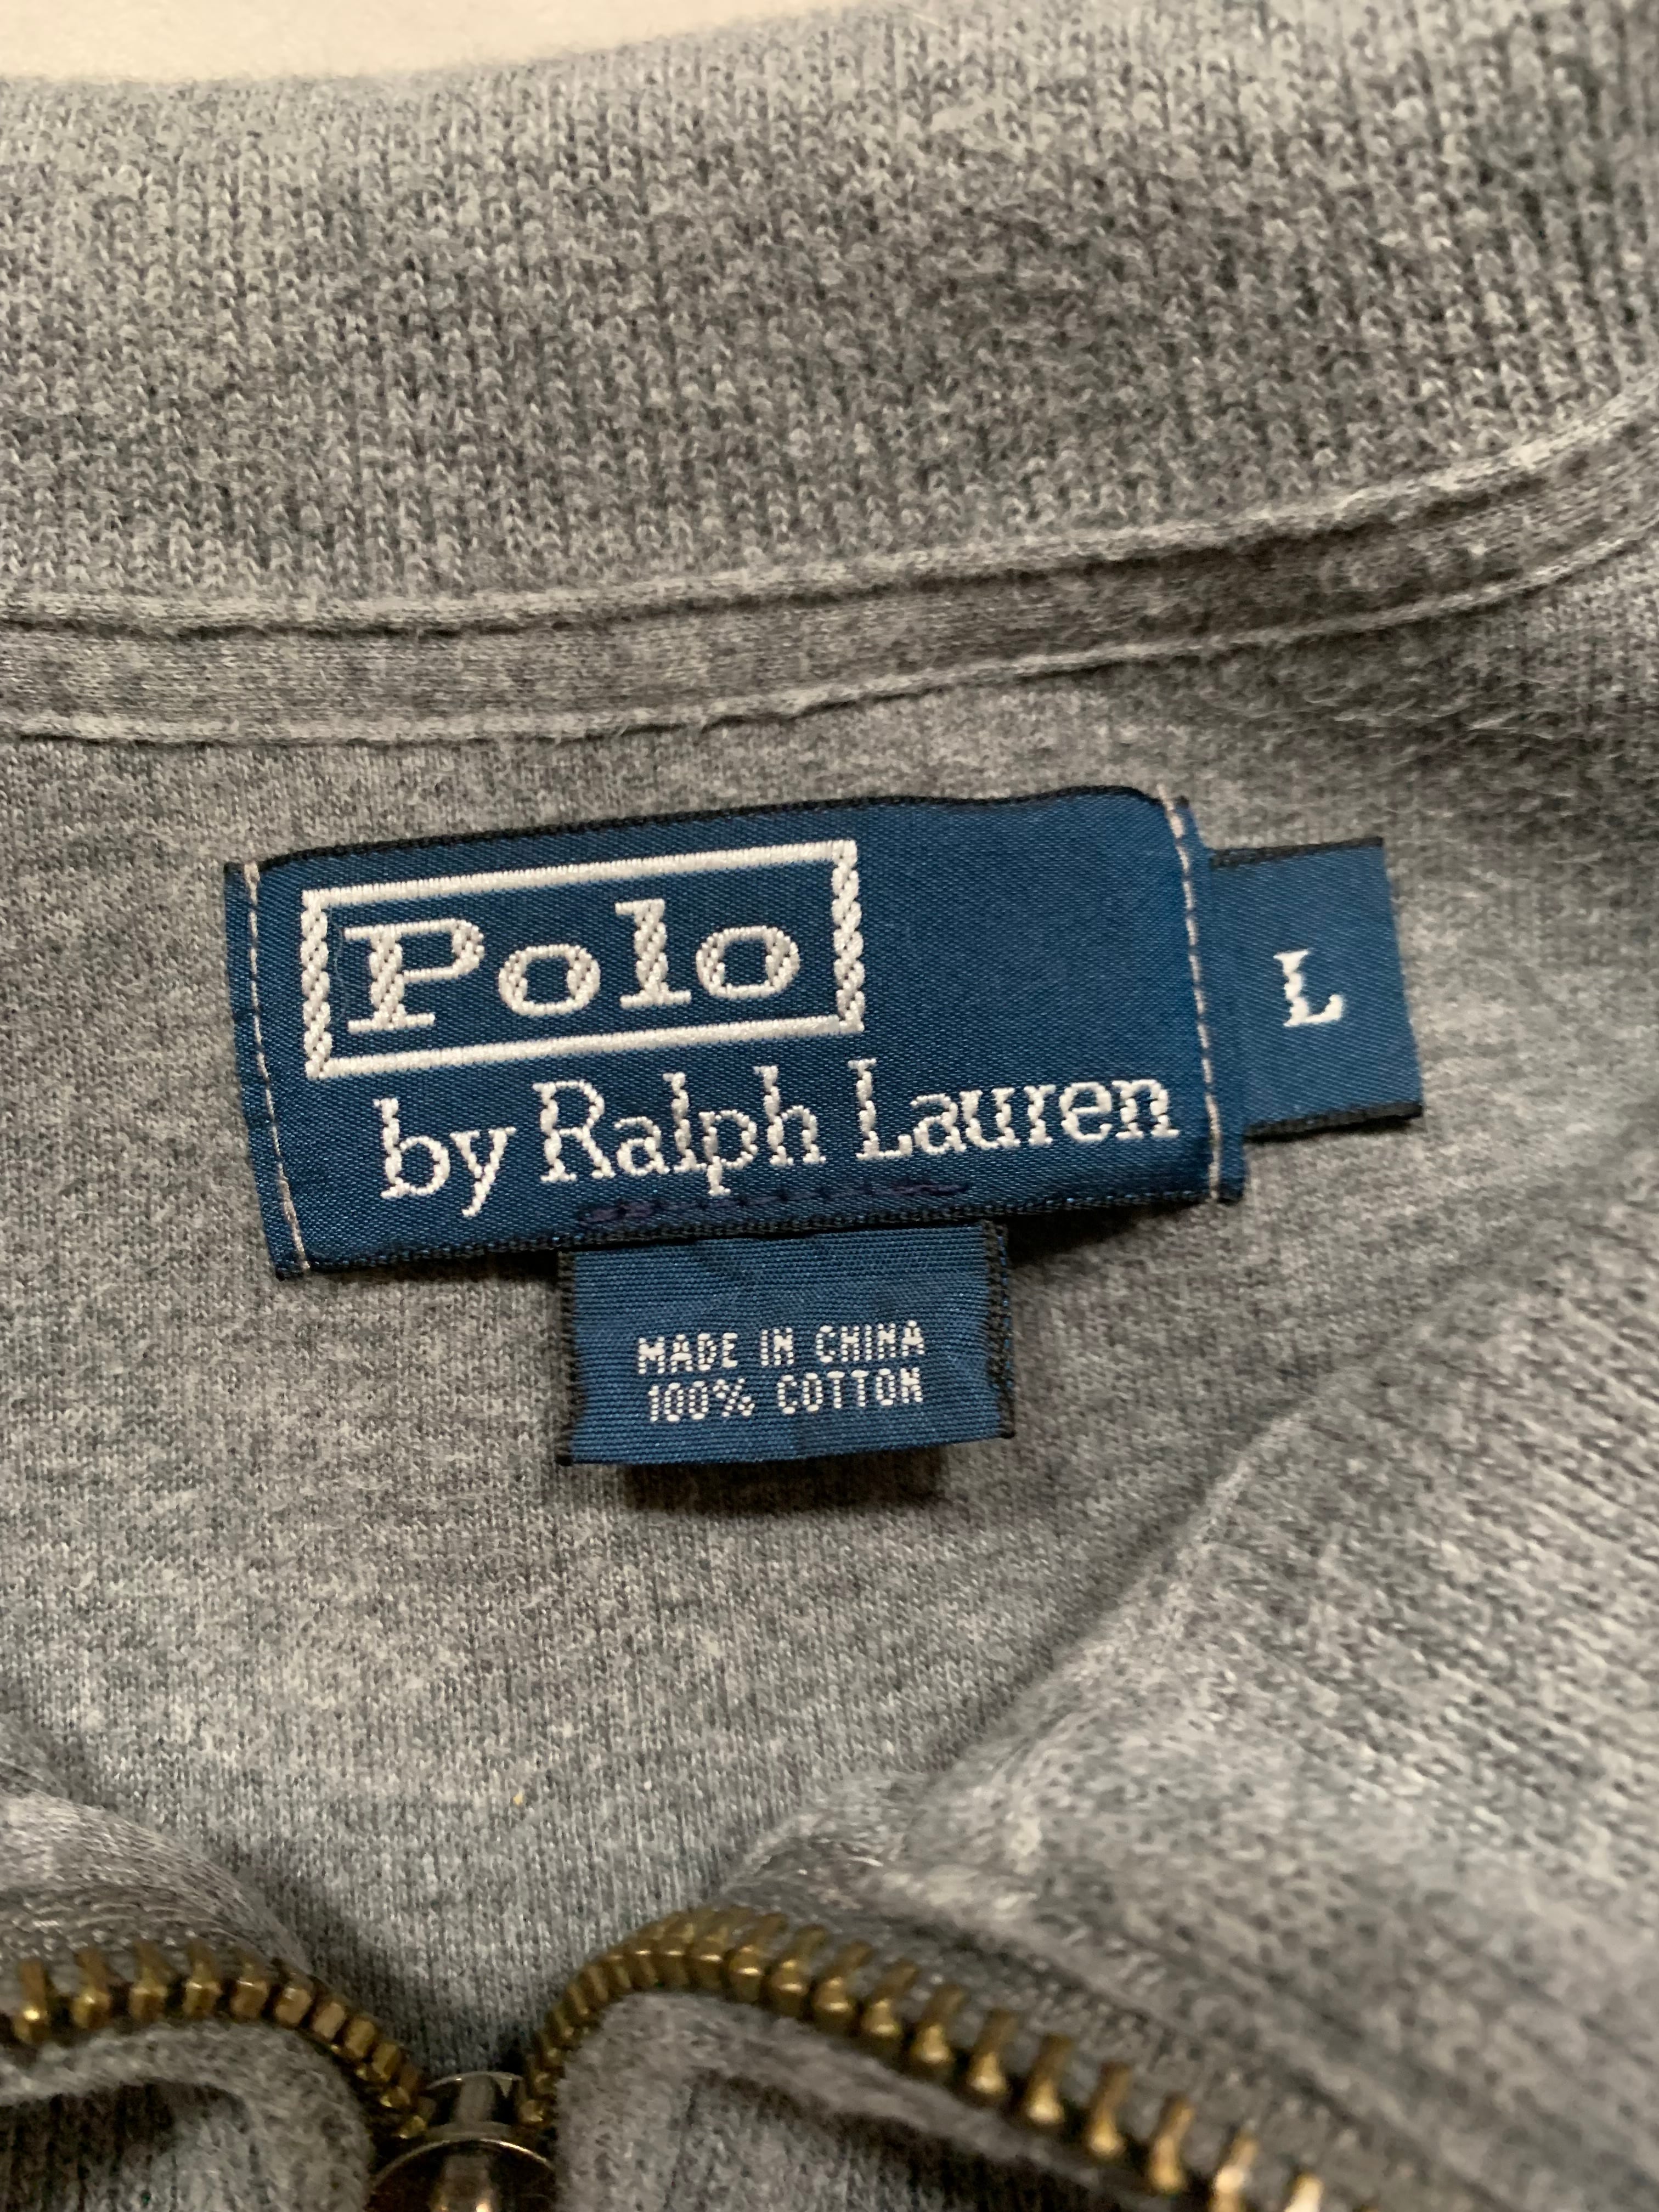 Polo
by Ralph Lauren
L
MADE IN CHINA
100% COTTON